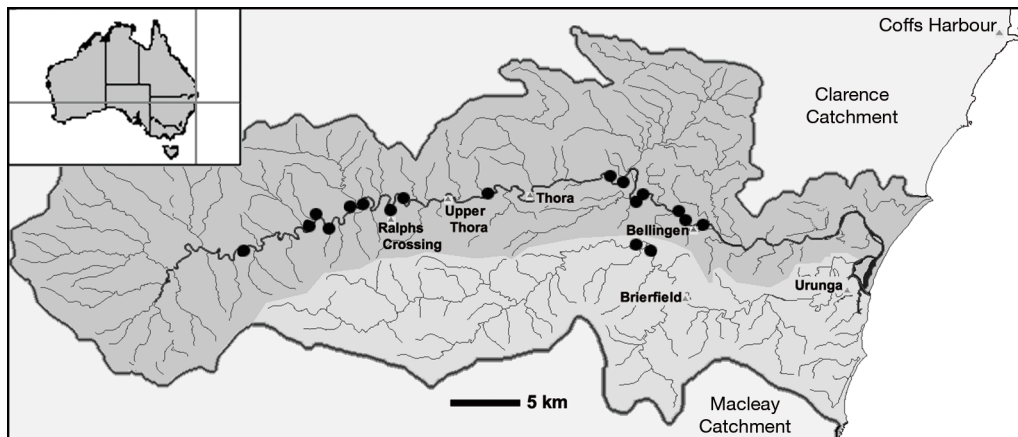 Coffs Harbour
Clarence
Catchment
Thora
Upper
Thora
Ralphs
Crossing
Bellingen
Urunga
Brierfield
5 km
Macleay
Catchment